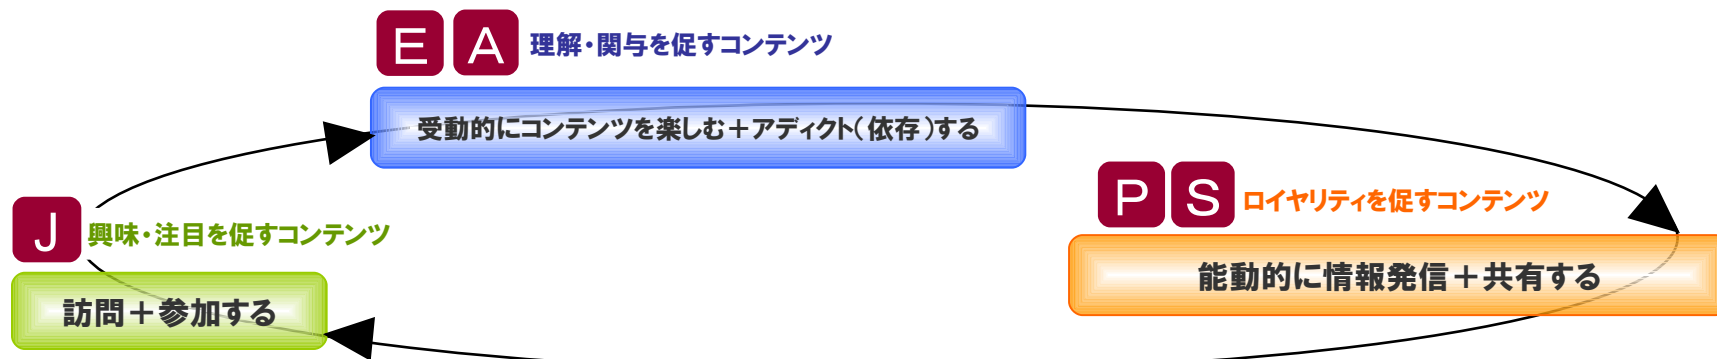 E A 理解・関与を促すコンテンツ
受動的にコンテンツを楽しむ＋アディクト(依存)する
P S ロイヤリティを促すコンテンツ
J 興味・注目を促すコンテンツ
能動的に情報発信＋共有する
訪問＋参加する